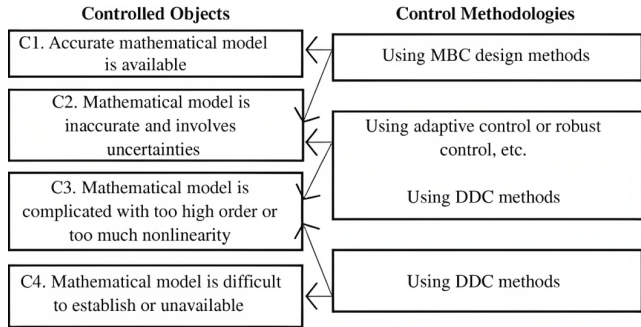 Controlled Objects
Control Methodologies
C1. Accurate mathematical model
is available
Using MBC design methods
C2. Mathematical model is
inaccurate and involves
uncertainties
Using adaptive control or robust
control, etc.
Using DDC methods
C3. Mathematical model is
complicated with too high order or
too much nonlinearity
C4. Mathematical model is difficult
to establish or unavailable
Using DDC methods